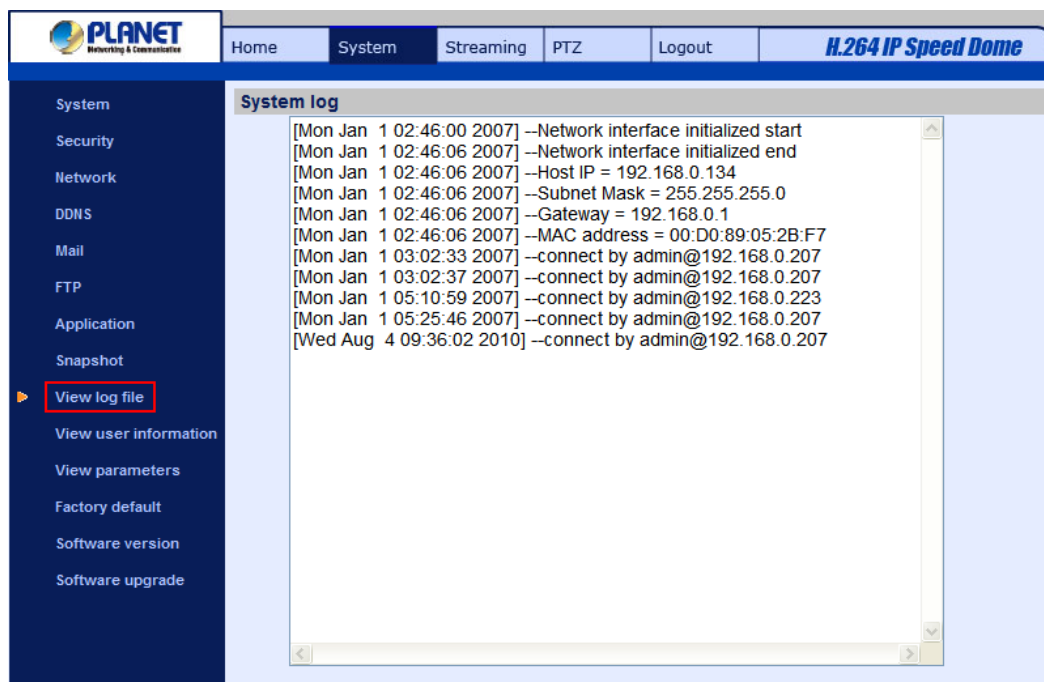 PLANET
Networking & Communication
Home System Streaming PTZ Logout H.264 IP Speed Dome
System
Security
Network
DDNS
Mail
FTP
Application
Snapshot
View log file
View user information
View parameters
Factory default
Software version
Software upgrade
System log
[Mon Jan  1 02:46:00 2007] --Network interface initialized start
[Mon Jan  1 02:46:06 2007] --Network interface initialized end
[Mon Jan  1 02:46:06 2007] --Host IP = 192.168.0.134
[Mon Jan  1 02:46:06 2007] --Subnet Mask = 255.255.255.0
[Mon Jan  1 02:46:06 2007] --Gateway = 192.168.0.1
[Mon Jan  1 02:46:06 2007] --MAC address = 00:D0:89:05:2B:F7
[Mon Jan  1 03:02:33 2007] --connect by admin@192.168.0.207
[Mon Jan  1 03:02:37 2007] --connect by admin@192.168.0.207
[Mon Jan  1 05:10:59 2007] --connect by admin@192.168.0.223
[Mon Jan  1 05:25:46 2007] --connect by admin@192.168.0.207
[Wed Aug  4 09:36:02 2010] --connect by admin@192.168.0.207